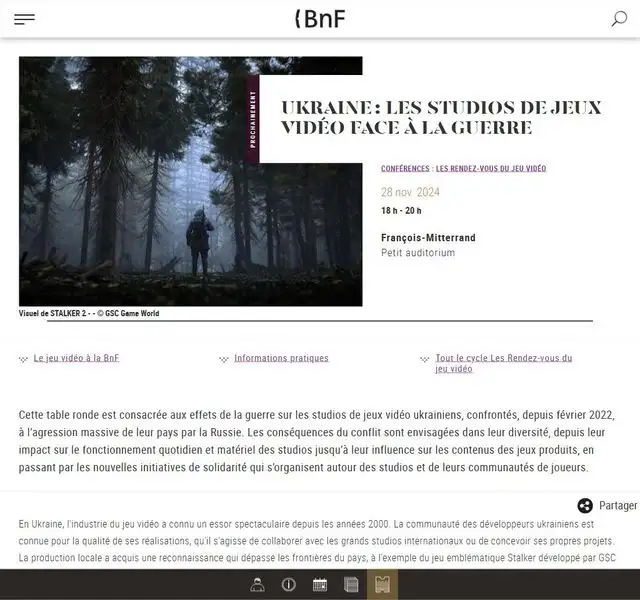 BnF
PROCHAINEMENT
UKRAINE : LES STUDIOS DE JEUX
VIDÉO FACE À LA GUERRE
CONFÉRENCES : LES RENDEZ-VOUS DU JEU VIDÉO
28 nov 2024
18 h - 20 h
François-Mitterrand
Petit auditorium
Visuel de STALKER 2 - - © GSC Game World
Le jeu vidéo à la BnF
Informations pratiques
Tout le cycle Les Rendez-vous du
jeu vidéo
Cette table ronde est consacrée aux effets de la guerre sur les studios de jeux vidéo ukrainiens, confrontés, depuis février 2022,
à l'agression massive de leur pays par la Russie. Les conséquences du conflit sont envisagées dans leur diversité, depuis leur
impact sur le fonctionnement quotidien et matériel des studios jusqu'à leur influence sur les contenus des jeux produits, en
passant par les nouvelles initiatives de solidarité qui s'organisent autour des studios et de leurs communautés de joueurs.
Partager
En Ukraine, l'industrie du jeu vidéo a connu un essor spectaculaire depuis les années 2000. La communauté des développeurs ukrainiens est
connue pour la qualité de ses réalisations, qu'il s'agisse de collaborer avec les grands studios internationaux ou de concevoir ses propres projets.
La production locale a acquis une reconnaissance qui dépasse les frontières du pays, à l'exemple du jeu emblématique Stalker développé par GSC